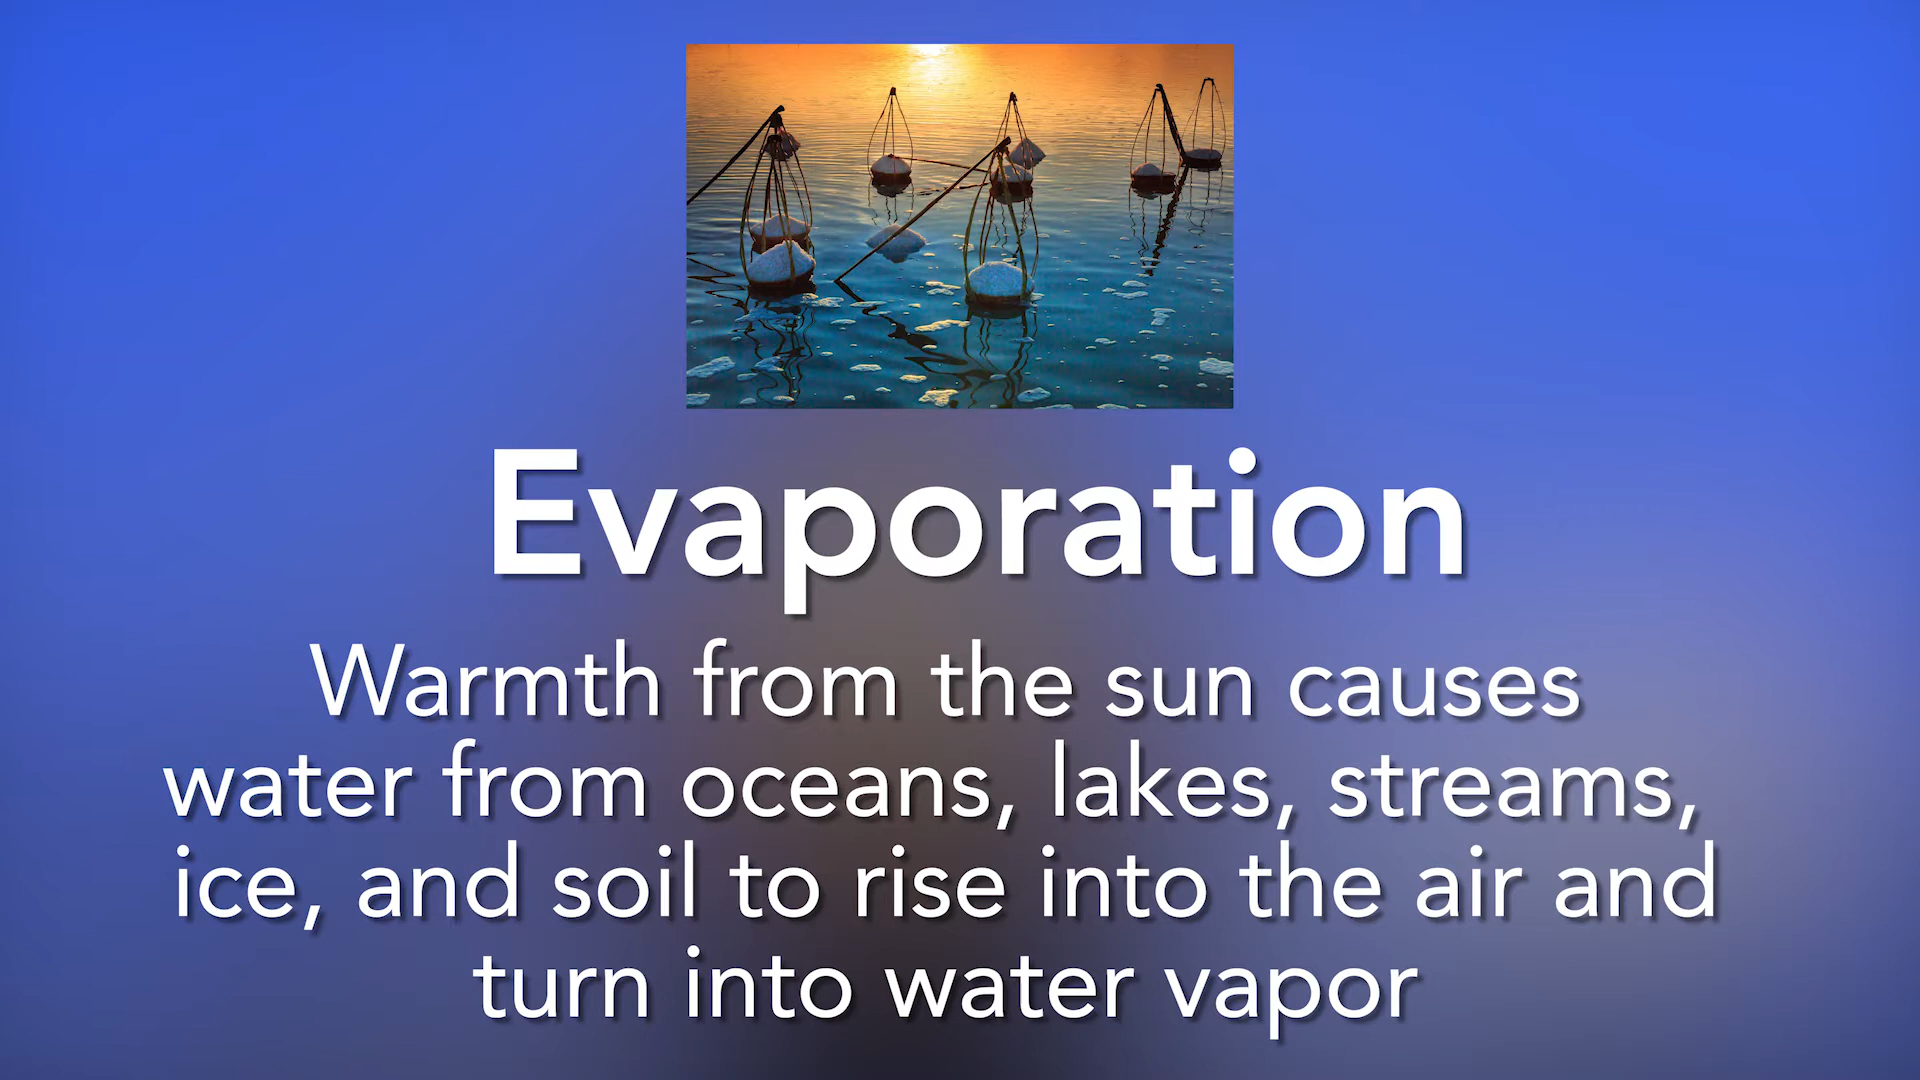 Evaporation
Warmth from the sun causes
water from oceans, lakes, streams,
ice, and soil to rise into the air and
turn into water vapor